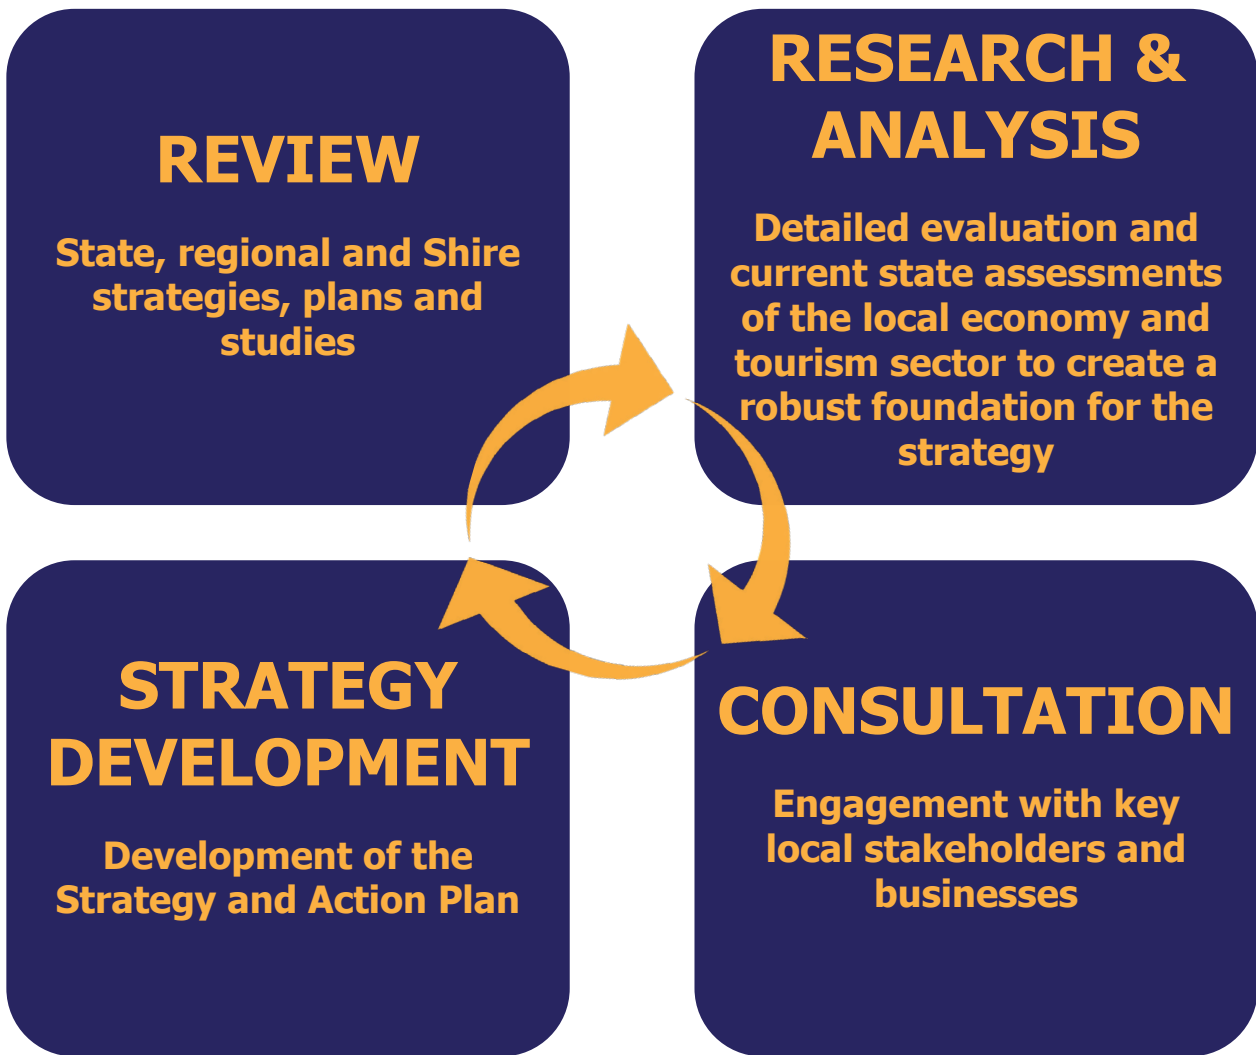 REVIEW
State, regional and Shire
strategies, plans and
studies
RESEARCH &
ANALYSIS
Detailed evaluation and
current state assessments
of the local economy and
tourism sector to create a
robust foundation for the
strategy
STRATEGY
DEVELOPMENT
Development of the
Strategy and Action Plan
CONSULTATION
Engagement with key
local stakeholders and
businesses